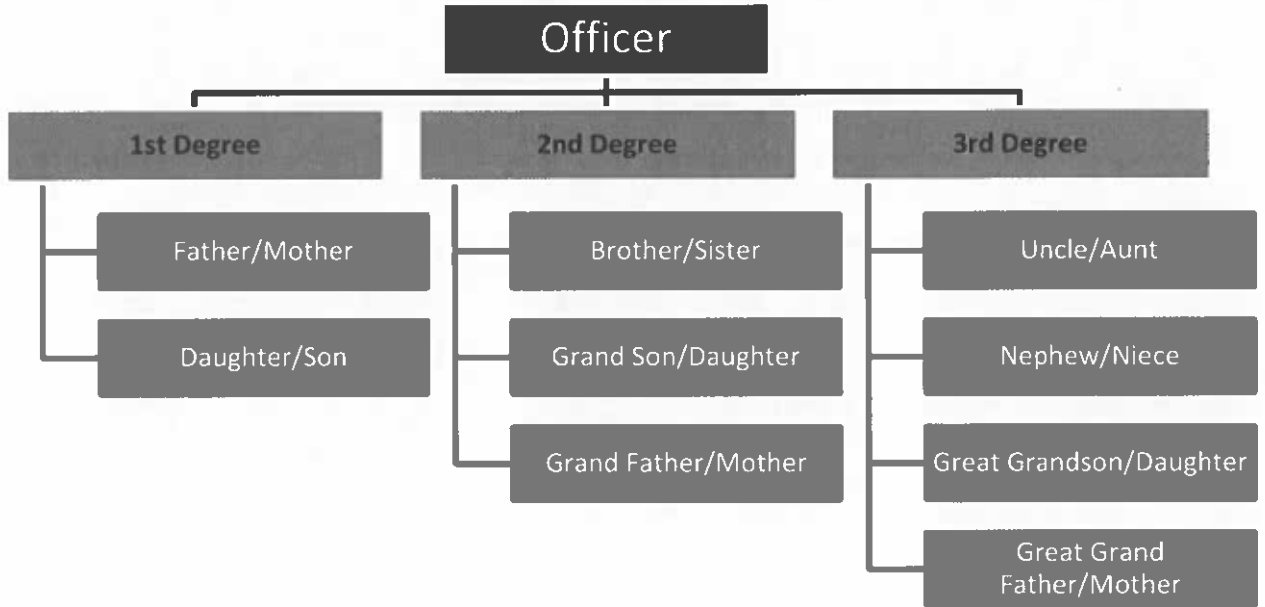 Officer
1st Degree
Father/Mother
Daughter/Son
2nd Degree
Brother/Sister
Grand Son/Daughter
Grand Father/Mother
3rd Degree
Uncle/Aunt
Nephew/Niece
Great Grandson/Daughter
Great Grand
Father/Mother